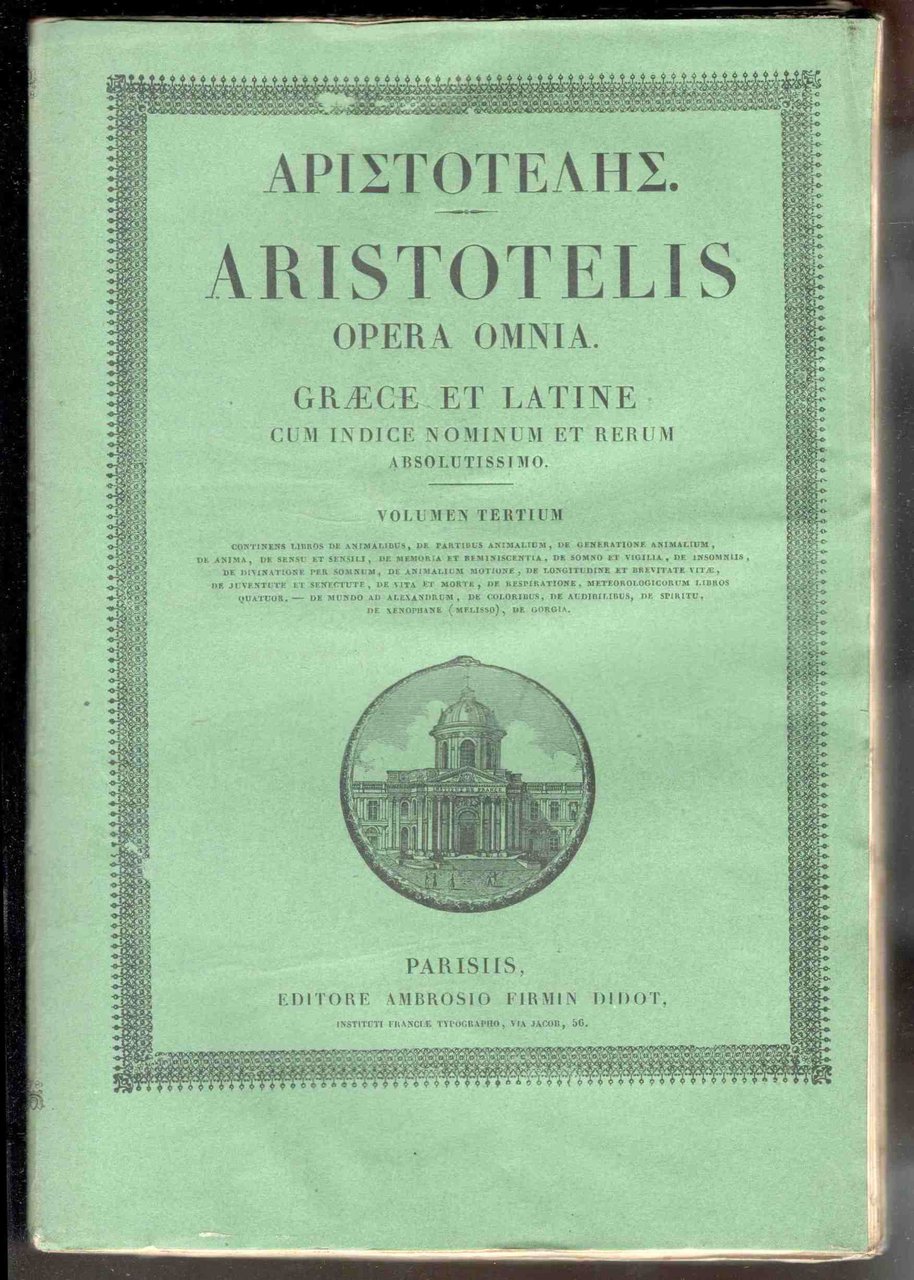 ΑΡΙΣΤΟΤΕΛΗΣ.
ARISTOTELIS
OPERA OMNIA.
GRÆCE ET LATINE
CUM INDICE NOMINUM ET RERUM
ABSOLUTISSIMO.
VOLUMEN TERTIUM
CONTINENS LIBROS DE ANIMALIBUS, DE PARTIBUS ANIMALIUM, DE GENERATIONE ANIMALIUM,
DE ANIMA, DE SENSU ET SENSILI, DE MEMORIA ET REMINISCENTIA, DE SOMNO ET VIGILIA, DE INSOMNIIS,
DE DIVINATIONE PER SOMNUM, DE ANIMALIUM MOTIONE, DE LONGITUDINE ET BREVITATE VITÆ,
DE JUVENTUTE ET SENECTUTE, DE VITA ET MORTE, DE RESPIRATIONE, METEOROLOGICORUM LIBROS
QUATUOR. — DE MUNDO AD ALEXANDRUM, DE COLORIBUS, DE AUDIBILIBUS, DE SPIRITU,
DE XENOPHANE (MELISSO), DE GORGIA.
INSTITUT DE FRANCE
PARISIIS,
EDITORE AMBROSIO FIRMIN DIDOT,
INSTITUTI FRANCIÆ TYPOGRAPHO, VIA JACOB, 56.